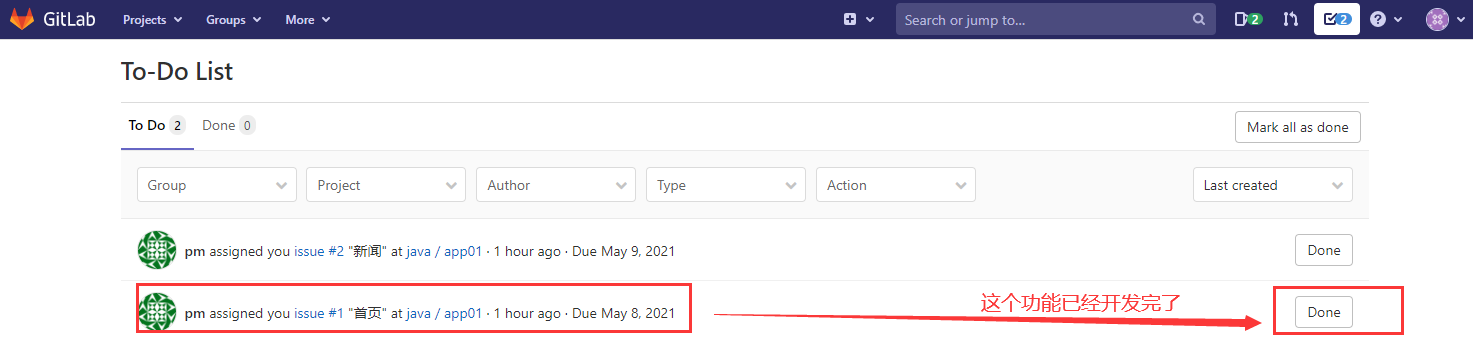 GitLab Projects Groups More Search or jump to... 2 2
To-Do List
To Do 2 Done 0 Mark all as done
Group Project Author Type Action Last created
pm assigned you issue #2 "新闻" at java / app01 · 1 hour ago · Due May 9, 2021 Done
这个功能已经开发完了
pm assigned you issue #1 "首页" at java / app01 · 1 hour ago · Due May 8, 2021 Done